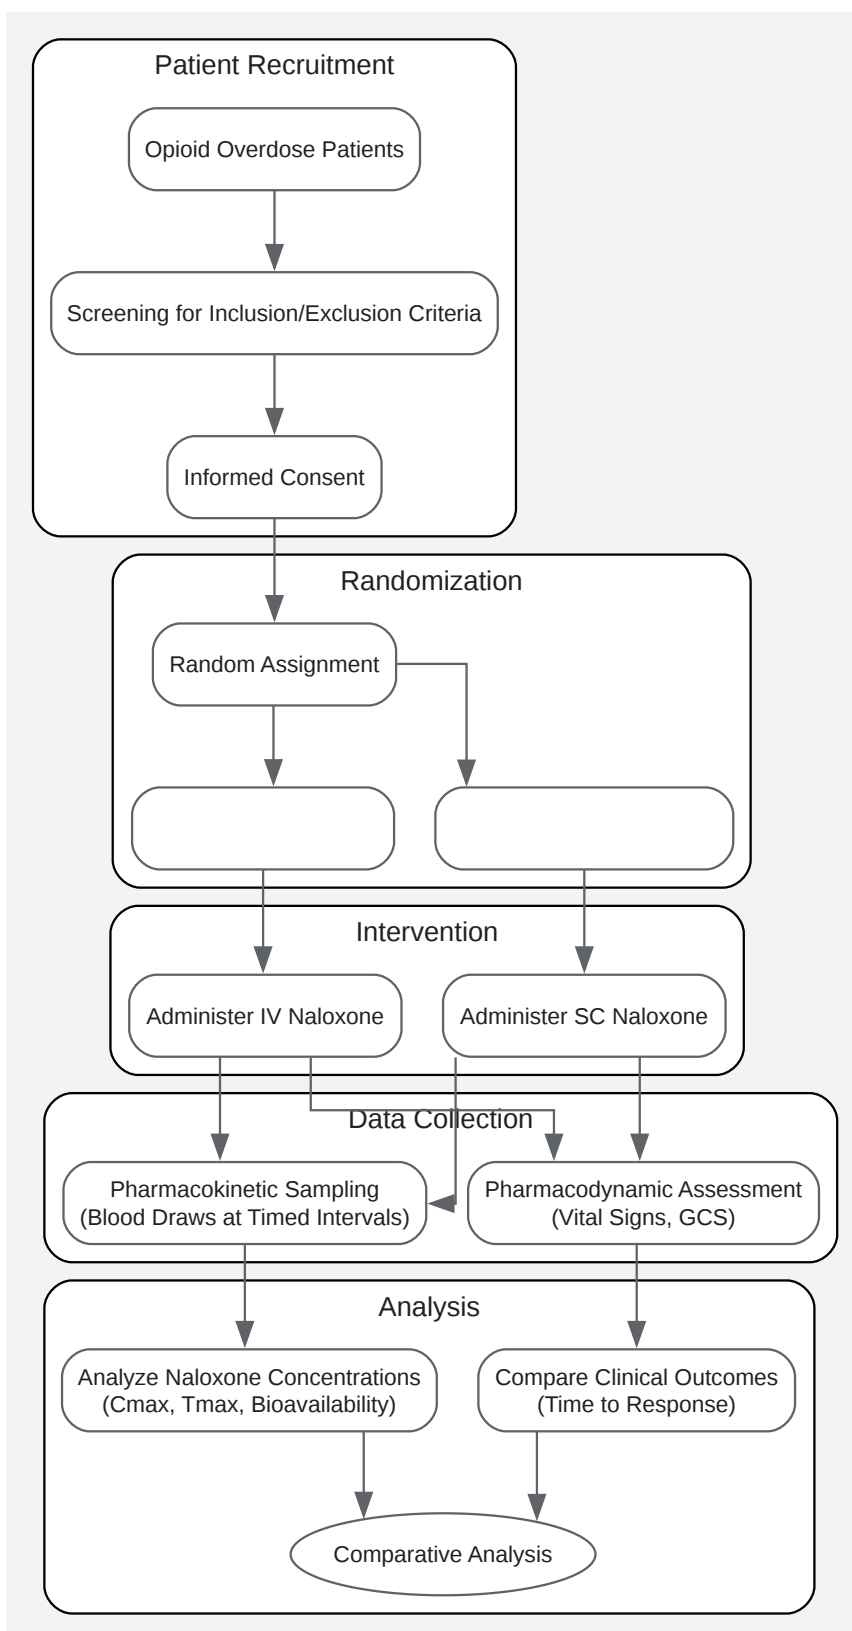 Patient Recruitment
Opioid Overdose Patients
Screening for Inclusion/Exclusion Criteria
Informed Consent
Randomization
Random Assignment
Intervention
Administer IV Naloxone
Administer SC Naloxone
Data Collection
Pharmacokinetic Sampling
(Blood Draws at Timed Intervals)
Pharmacodynamic Assessment
(Vital Signs, GCS)
Analysis
Analyze Naloxone Concentrations
(Cmax, Tmax, Bioavailability)
Compare Clinical Outcomes
(Time to Response)
Comparative Analysis